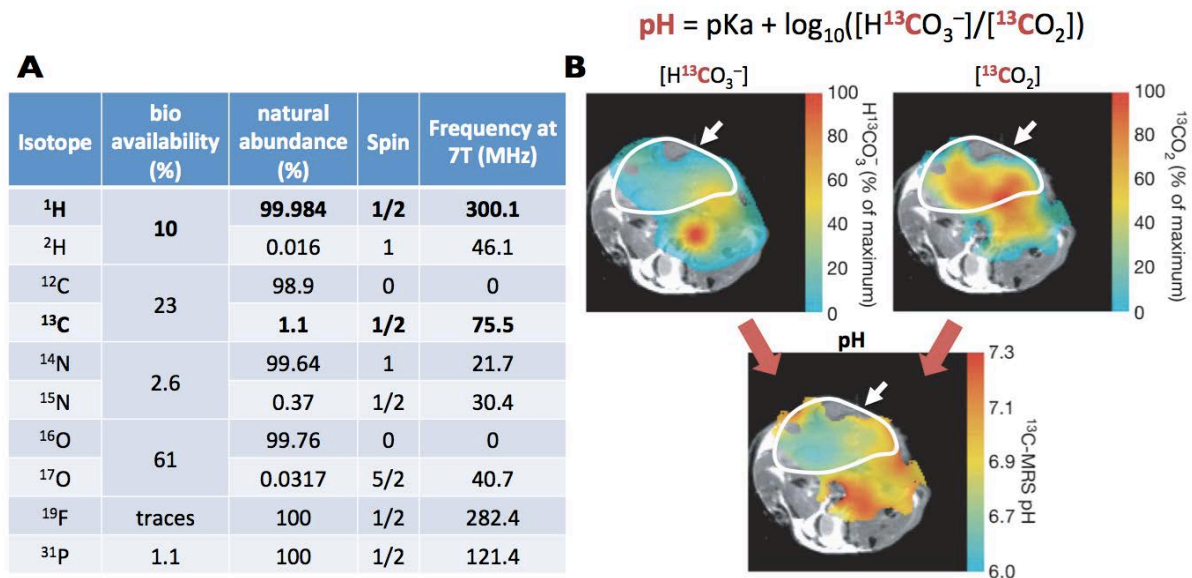 pH = pKa + log₁₀([H¹³CO₃⁻]/[¹³CO₂])
A
Isotope
bio
availability
(%)
natural
abundance
(%)
Spin
Frequency at
7T (MHz)
¹H
10
99.984
1/2
300.1
²H
0.016
1
46.1
¹²C
23
98.9
0
0
¹³C
1.1
1/2
75.5
¹⁴N
2.6
99.64
1
21.7
¹⁵N
0.37
1/2
30.4
¹⁶O
61
99.76
0
0
¹⁷O
0.0317
5/2
40.7
¹⁹F
traces
100
1/2
282.4
³¹P
1.1
100
1/2
121.4
B
[H¹³CO₃⁻]
100
80
60
40
20
0
H¹³CO₃⁻ (% of maximum)
[¹³CO₂]
100
80
60
40
20
0
¹³CO₂ (% of maximum)
pH
7.3
7.1
6.9
6.7
6.0
¹³C-MRS pH